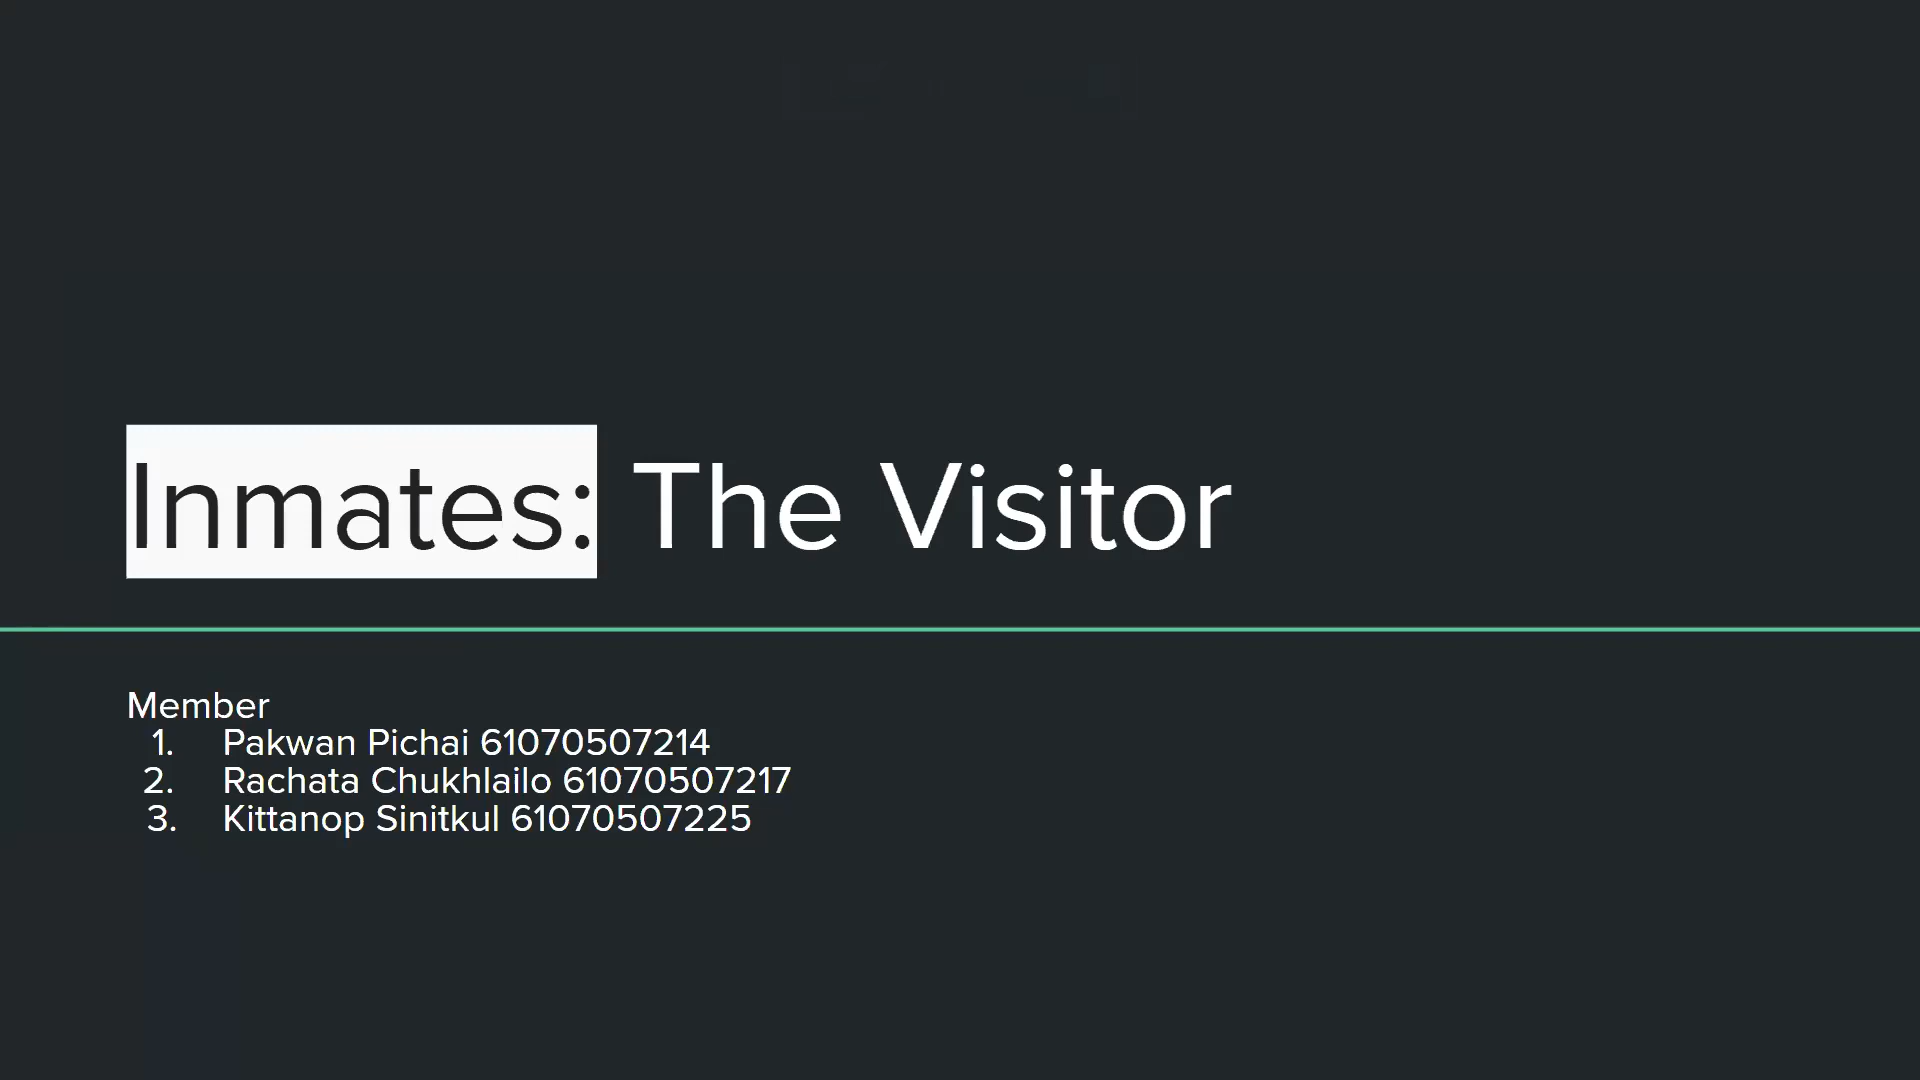 Inmates: The Visitor
Member
1. Pakwan Pichai 61070507214
2. Rachata Chukhlailo 61070507217
3. Kittanop Sinitkul 61070507225